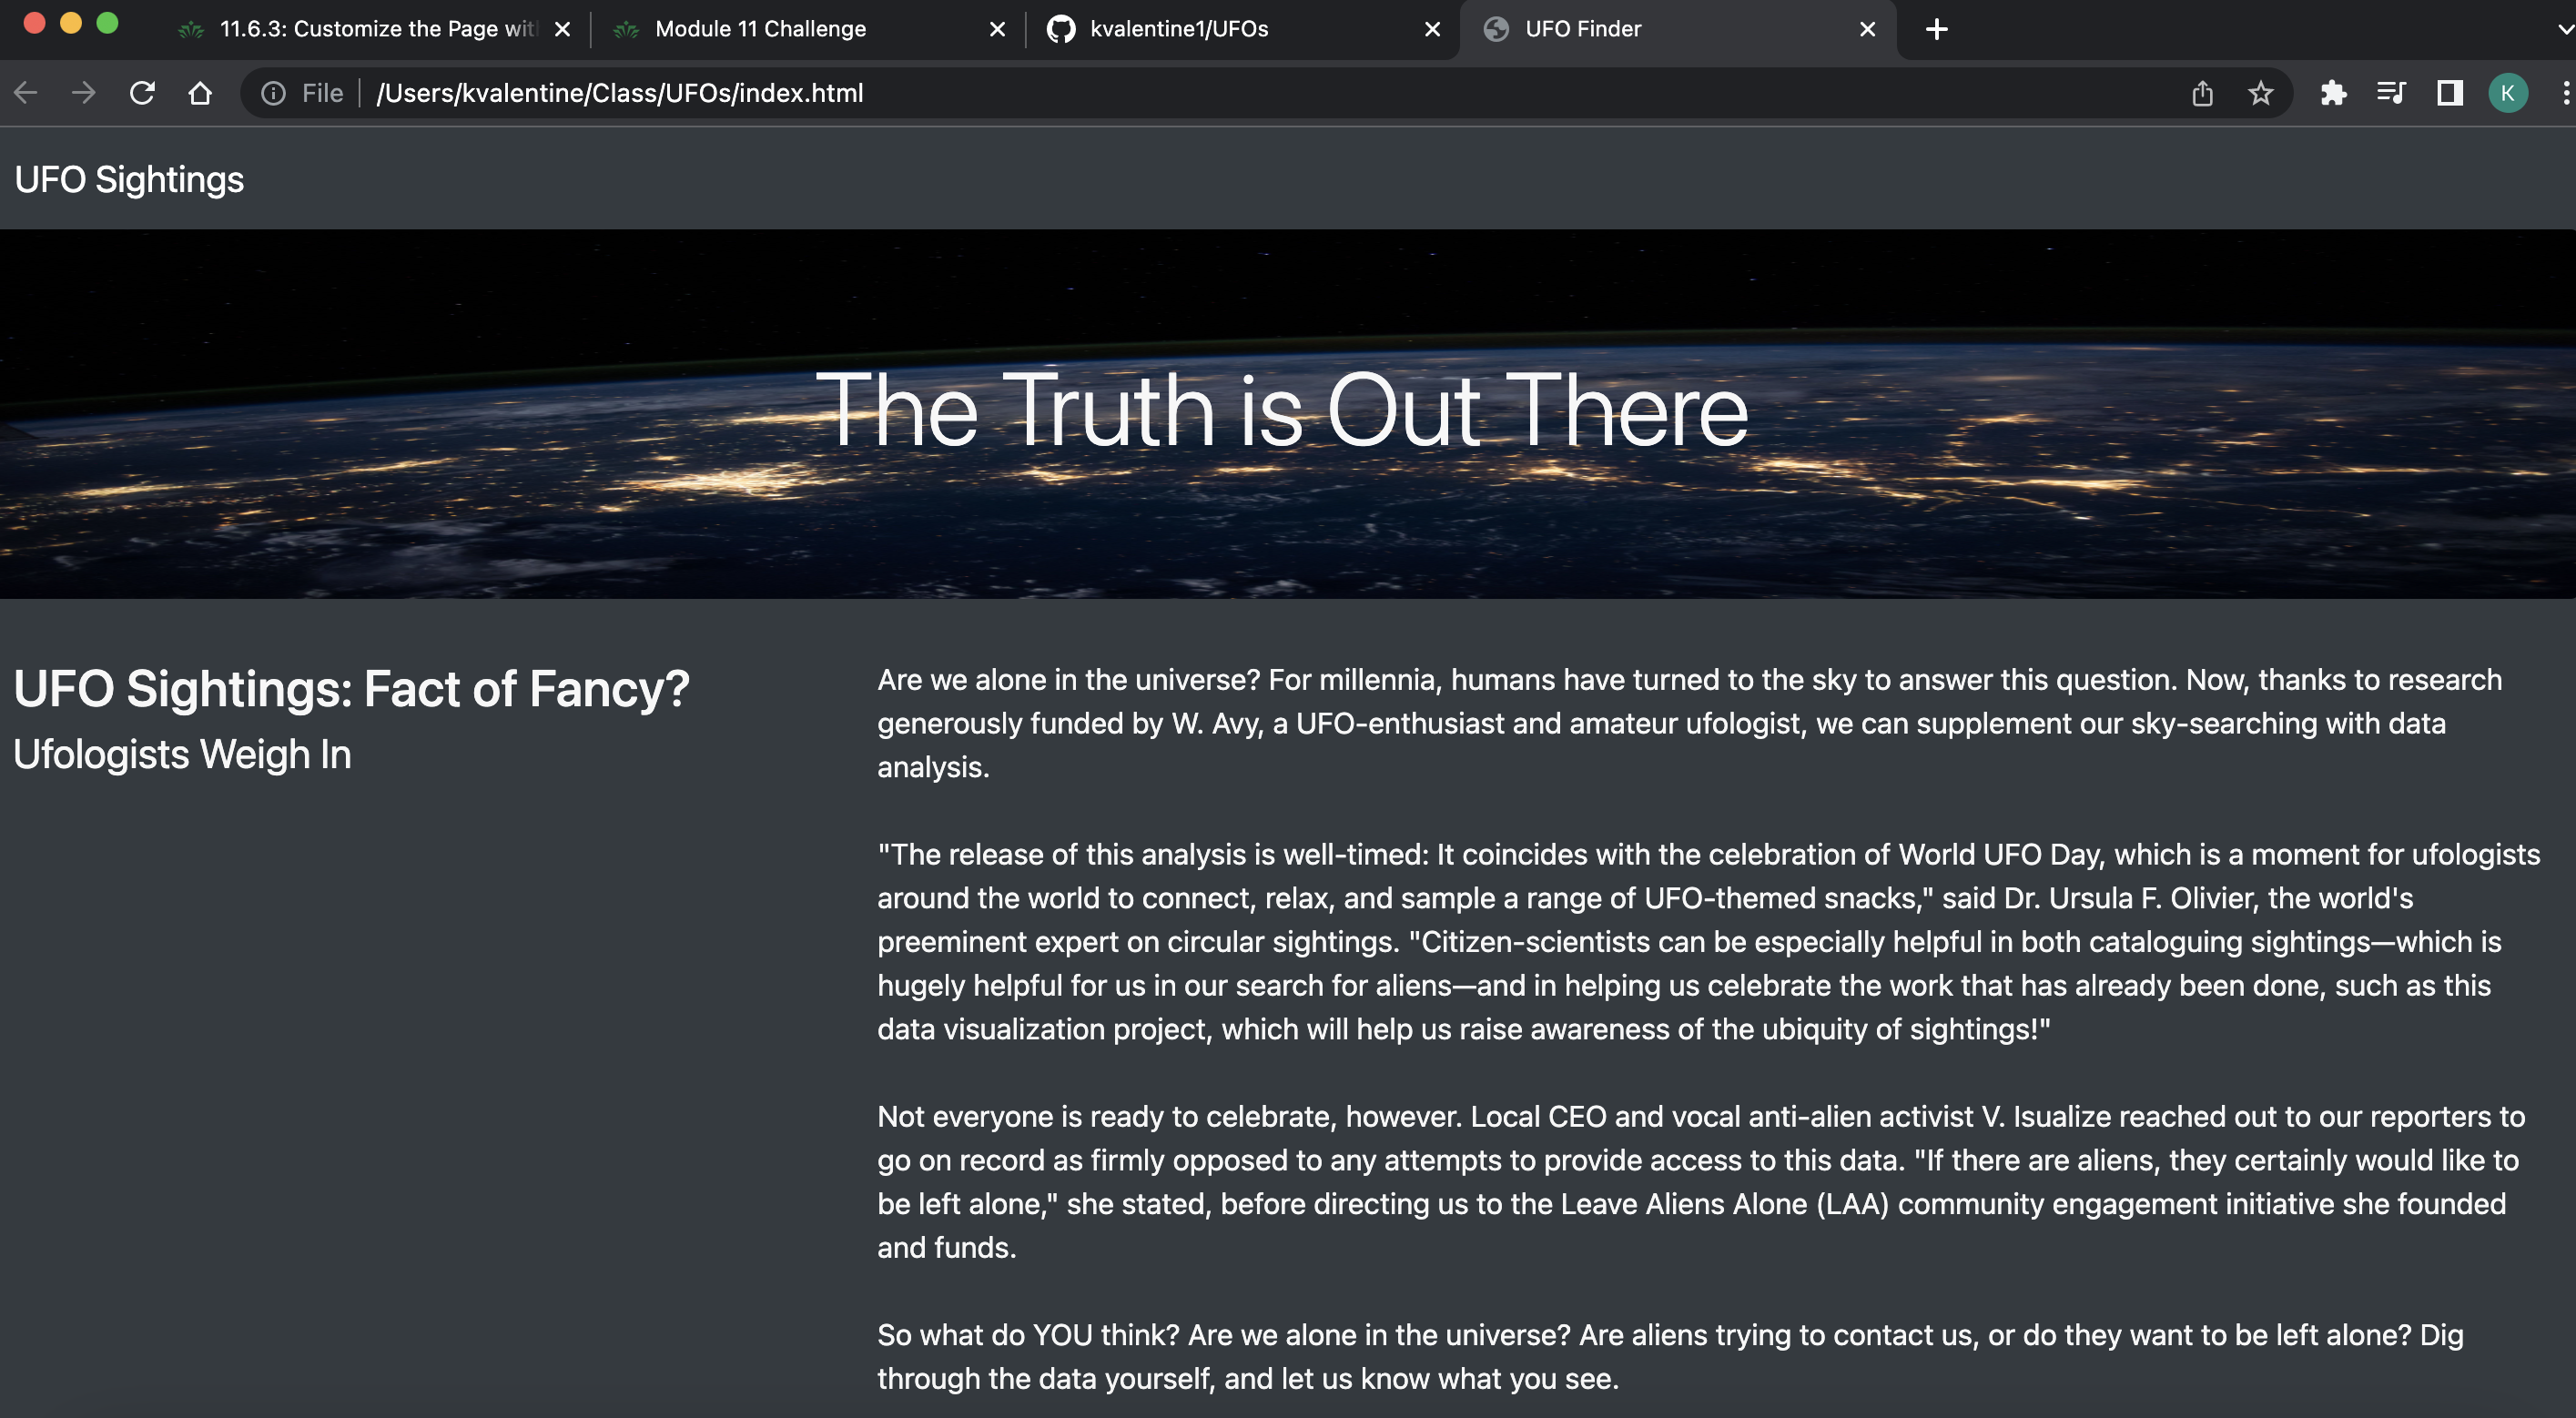 11.6.3: Customize the Page wit
Module 11 Challenge
kvalentine1/UFOs
UFO Finder
File
/Users/kvalentine/Class/UFOs/index.html
K
UFO Sightings
The Truth is Out There
UFO Sightings: Fact of Fancy?
Ufologists Weigh In
Are we alone in the universe? For millennia, humans have turned to the sky to answer this question. Now, thanks to research
generously funded by W. Avy, a UFO-enthusiast and amateur ufologist, we can supplement our sky-searching with data
analysis.
"The release of this analysis is well-timed: It coincides with the celebration of World UFO Day, which is a moment for ufologists
around the world to connect, relax, and sample a range of UFO-themed snacks," said Dr. Ursula F. Olivier, the world's
preeminent expert on circular sightings. "Citizen-scientists can be especially helpful in both cataloguing sightings—which is
hugely helpful for us in our search for aliens—and in helping us celebrate the work that has already been done, such as this
data visualization project, which will help us raise awareness of the ubiquity of sightings!"
Not everyone is ready to celebrate, however. Local CEO and vocal anti-alien activist V. Isualize reached out to our reporters to
go on record as firmly opposed to any attempts to provide access to this data. "If there are aliens, they certainly would like to
be left alone," she stated, before directing us to the Leave Aliens Alone (LAA) community engagement initiative she founded
and funds.
So what do YOU think? Are we alone in the universe? Are aliens trying to contact us, or do they want to be left alone? Dig
through the data yourself, and let us know what you see.